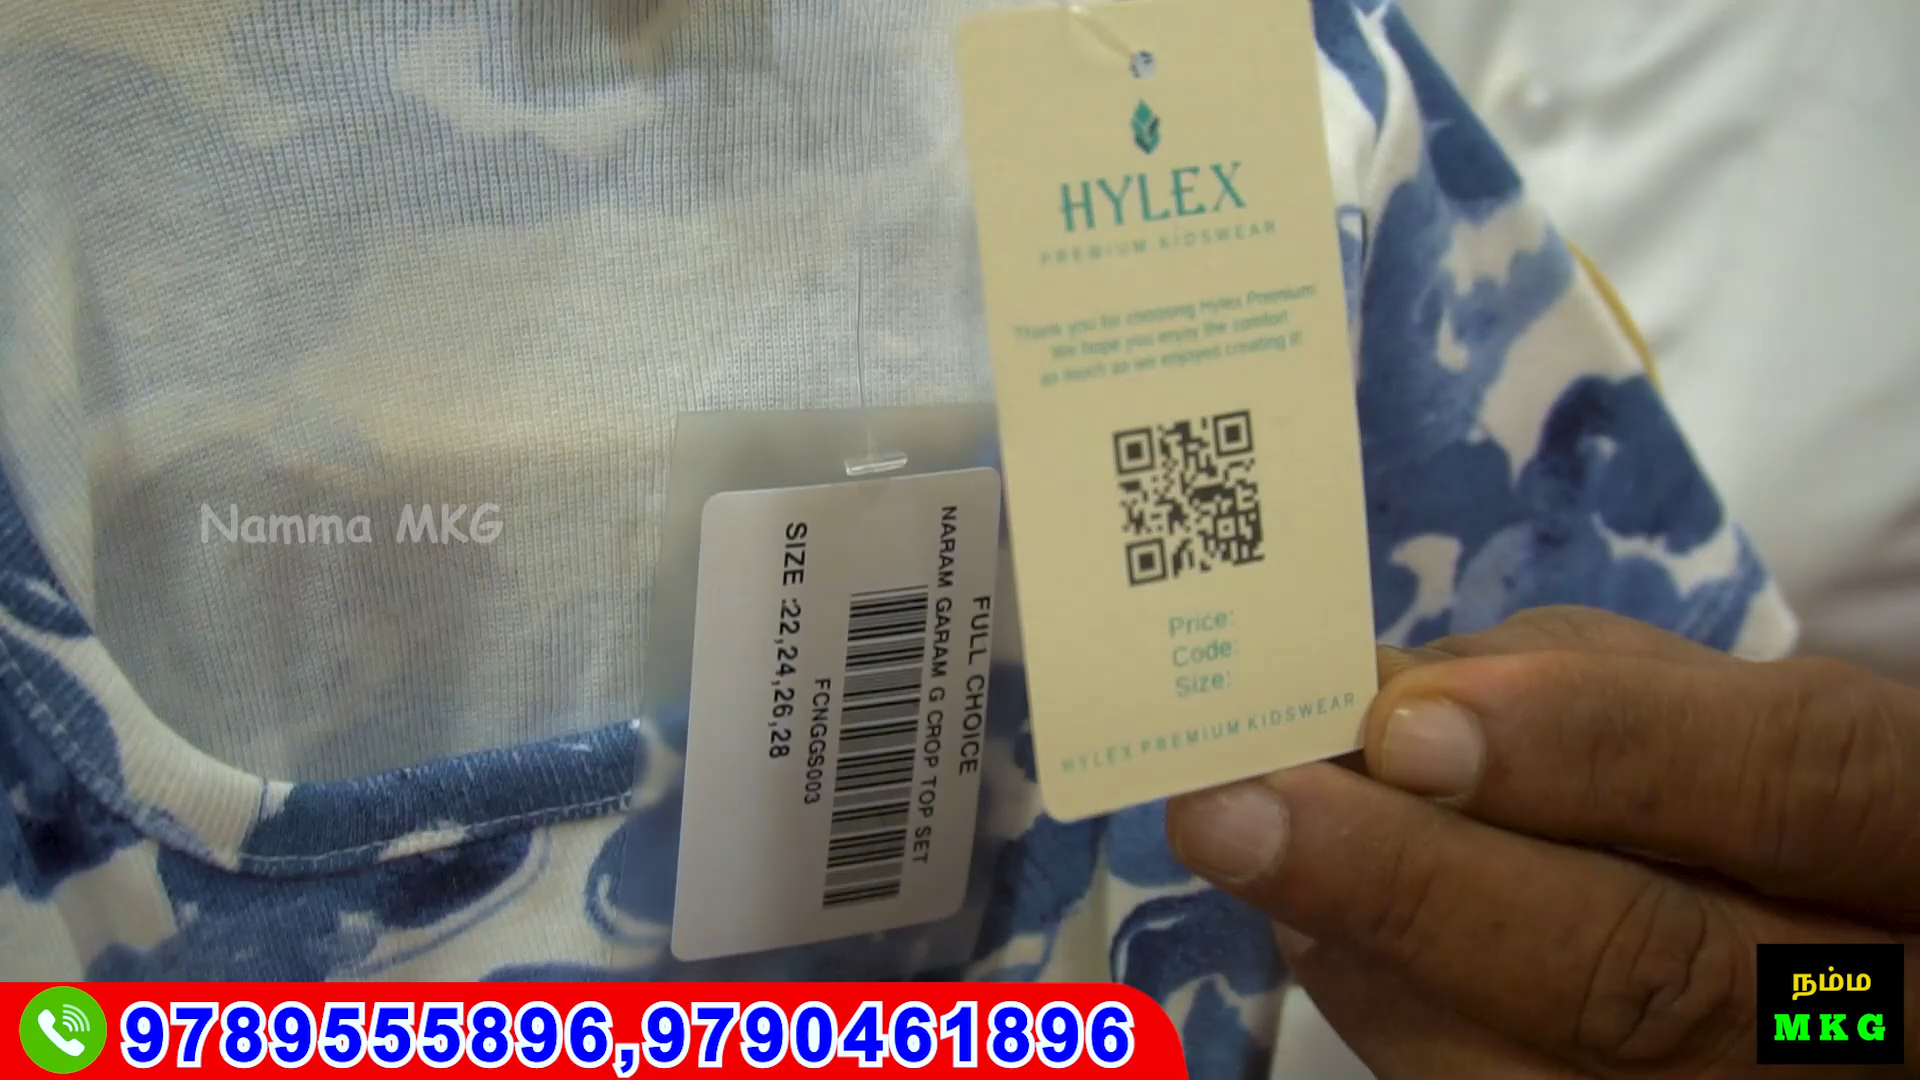 HYLEX
PREMIUM KIDSWEAR
Thank you for choosing Hylex Premium
We hope you enjoy the comfort
as much as we enjoyed creating it
Price:
Code:
Size:
HYLEX PREMIUM KIDSWEAR
FULL CHOICE
NARAM GARAM G CROP TOP SET
FCNGGS003
SIZE :22,24,26,28
Namma MKG
9789555896,9790461896
நம்ம
MKG